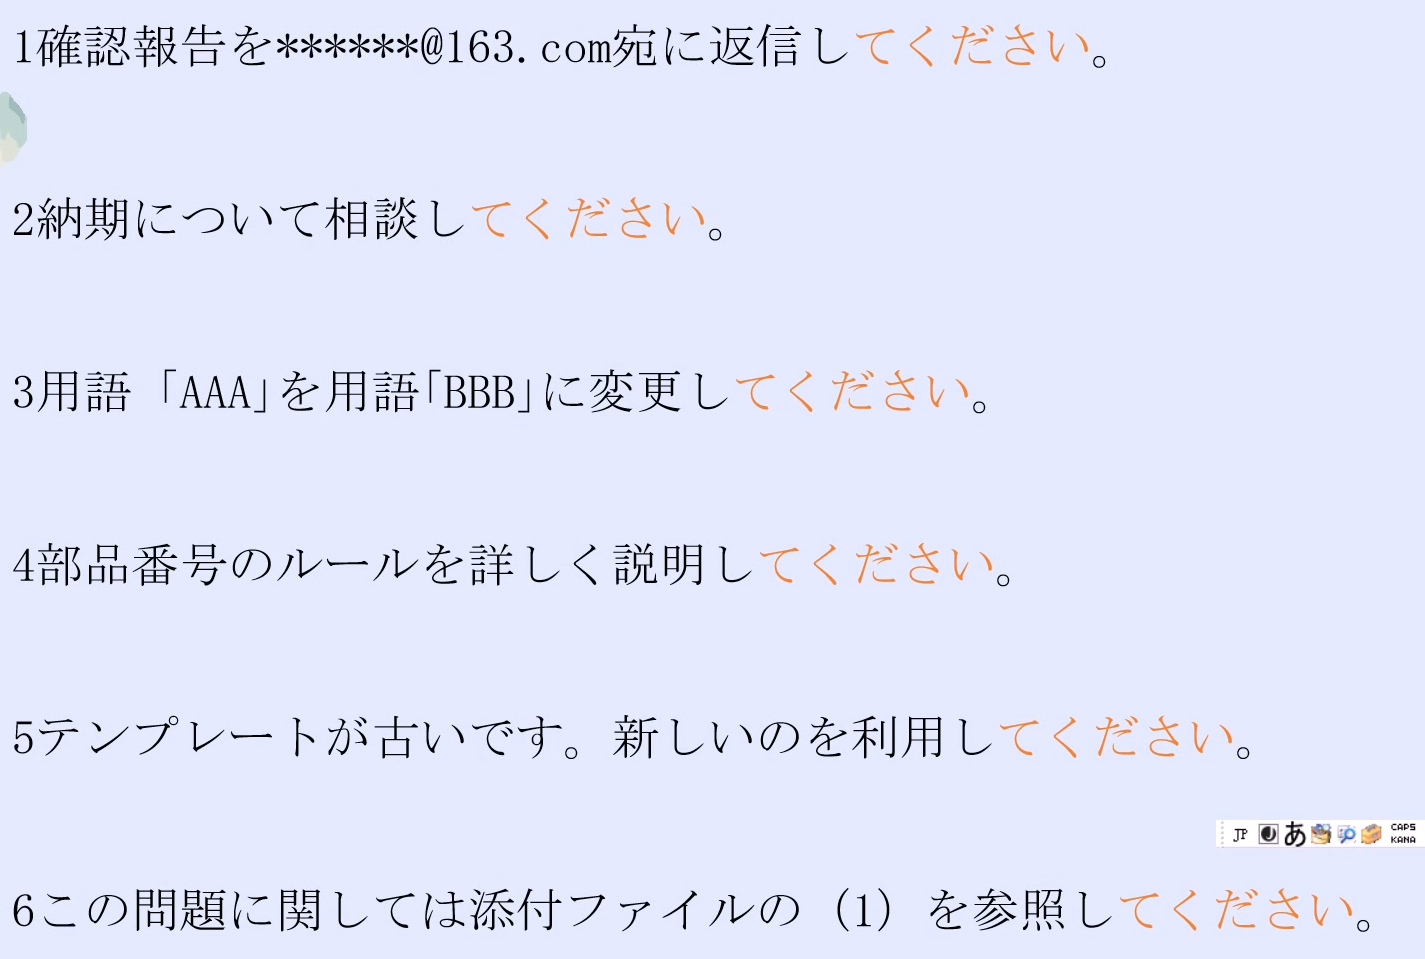 1確認報告を******@163.com宛に返信してください。
2納期について相談してください。
3用語「AAA」を用語「BBB」に変更してください。
4部品番号のルールを詳しく説明してください。
5テンプレートが古いです。新しいのを利用してください。
JP あ CAPS
KANA
6この問題に関しては添付ファイルの（1）を参照してください。